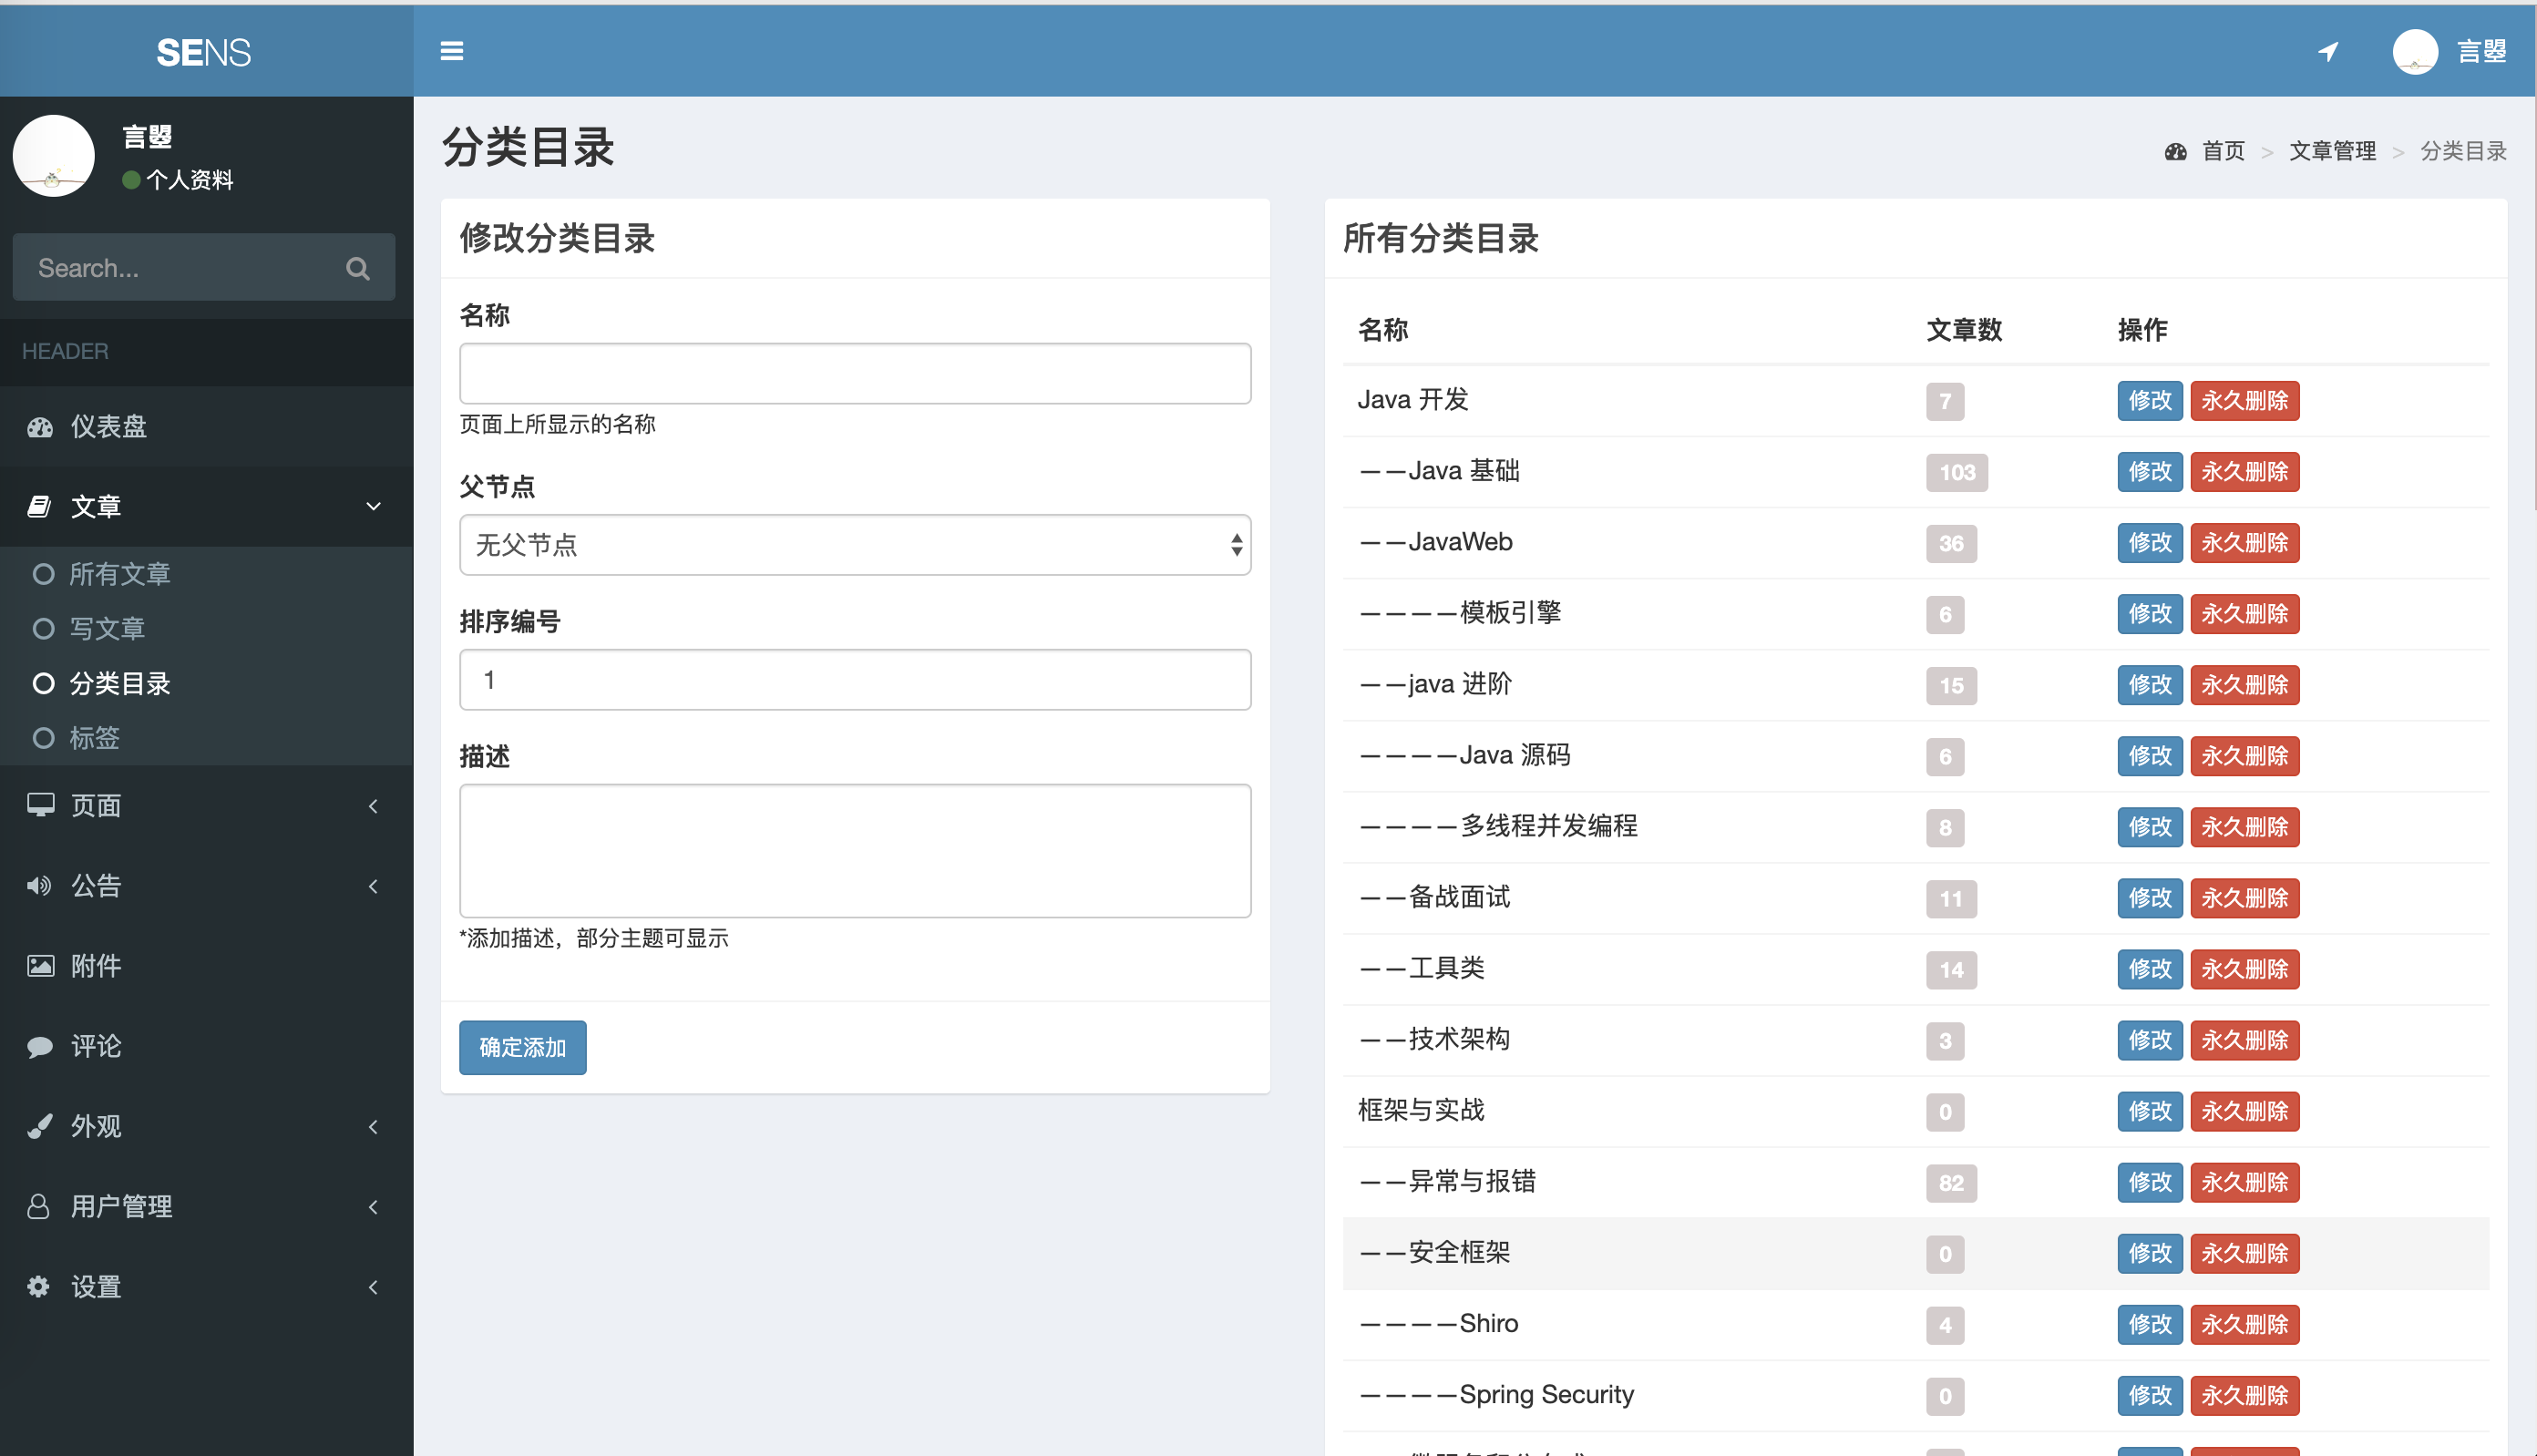 SENS
言曌
言曌
个人资料
Search...
HEADER
仪表盘
文章
所有文章
写文章
分类目录
标签
页面
公告
附件
评论
外观
用户管理
设置
分类目录
首页 > 文章管理 > 分类目录
修改分类目录
名称
页面上所显示的名称
父节点
无父节点
排序编号
1
描述
*添加描述，部分主题可显示
确定添加
所有分类目录
名称 文章数 操作
Java 开发 7 修改 永久删除
——Java 基础 103 修改 永久删除
——JavaWeb 36 修改 永久删除
————模板引擎 6 修改 永久删除
——java 进阶 15 修改 永久删除
————Java 源码 6 修改 永久删除
————多线程并发编程 8 修改 永久删除
——备战面试 11 修改 永久删除
——工具类 14 修改 永久删除
——技术架构 3 修改 永久删除
框架与实战 0 修改 永久删除
——异常与报错 82 修改 永久删除
——安全框架 0 修改 永久删除
————Shiro 4 修改 永久删除
————Spring Security 0 修改 永久删除